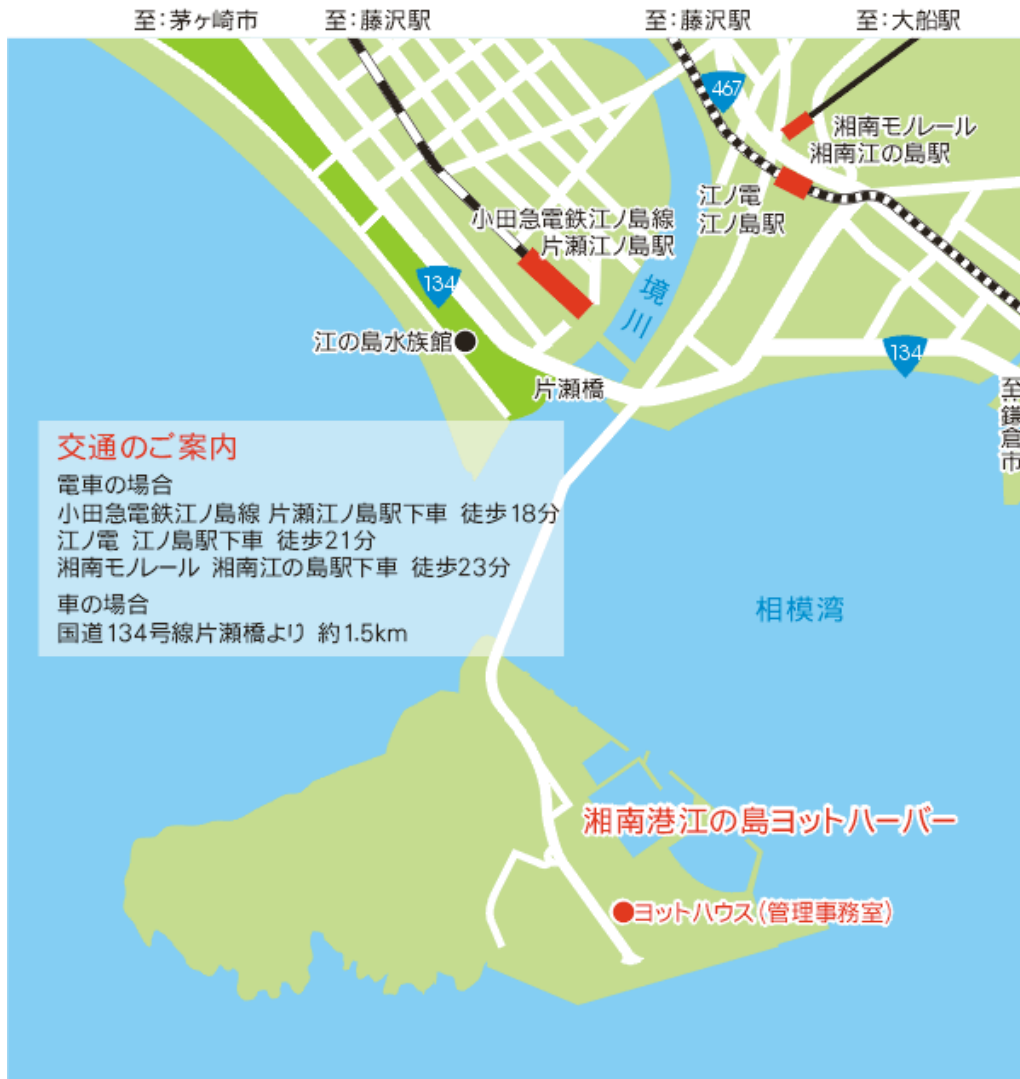 至：茅ヶ崎市
至：藤沢駅
至：藤沢駅
至：大船駅
467
湘南モノレール
湘南江の島駅
江ノ電
江ノ島駅
小田急電鉄江ノ島線
片瀬江ノ島駅
境川
134
江の島水族館
134
片瀬橋
至：鎌倉市
交通のご案内
電車の場合
小田急電鉄江ノ島線 片瀬江ノ島駅下車 徒歩18分
江ノ電 江ノ島駅下車 徒歩21分
湘南モノレール 湘南江の島駅下車 徒歩23分
車の場合
国道134号線片瀬橋より 約1.5km
相模湾
湘南港江の島ヨットハーバー
ヨットハウス（管理事務室）